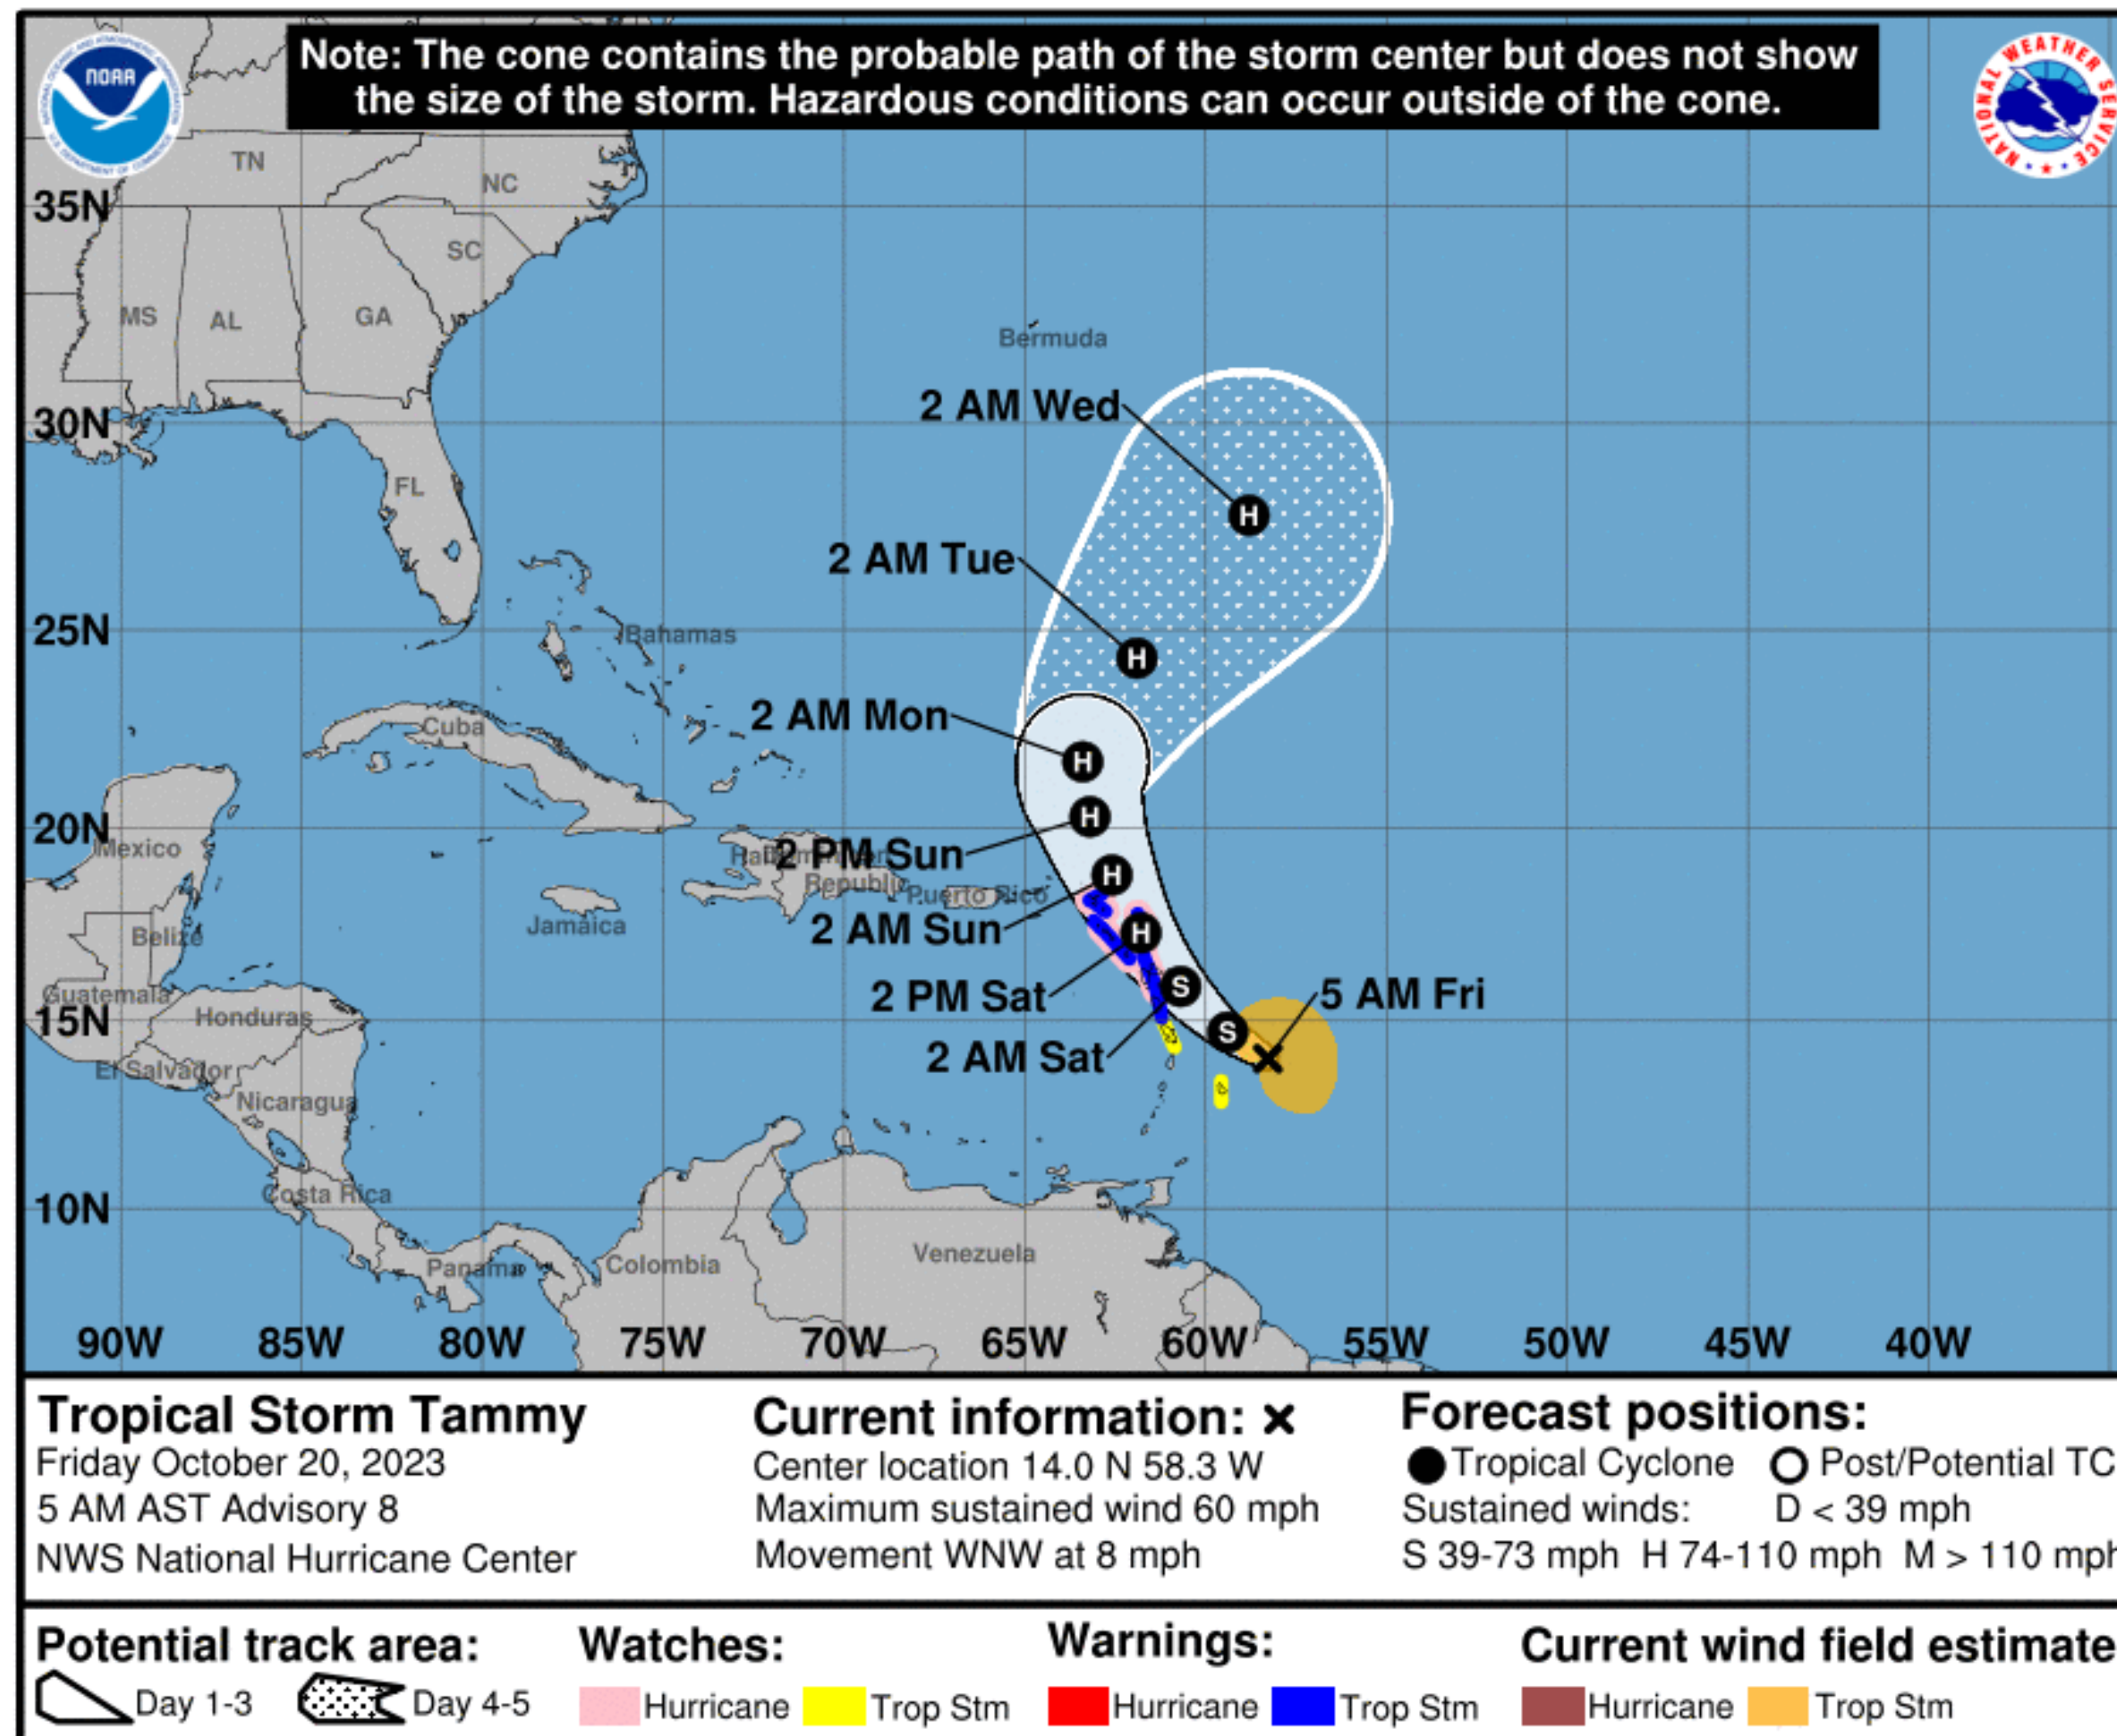 Note: The cone contains the probable path of the storm center but does not show
the size of the storm. Hazardous conditions can occur outside of the cone.
NOAA
NATIONAL WEATHER SERVICE
TN
NC
35N
SC
MS
AL
GA
Bermuda
2 AM Wed
30N
FL
H
2 AM Tue
25N
Bahamas
H
2 AM Mon
Cuba
H
20N
H
Mexico
2 PM Sun
Republic
Puerto Rico
H
Jamaica
2 AM Sun
H
Belize
Guatemala
2 PM Sat
S
5 AM Fri
15N
Honduras
S
2 AM Sat
El Salvador
Nicaragua
Costa Rica
10N
Venezuela
Panama
Colombia
90W 85W 80W 75W 70W 65W 60W 55W 50W 45W 40W
Tropical Storm Tammy
Friday October 20, 2023
5 AM AST Advisory 8
NWS National Hurricane Center
Current information: ×
Center location 14.0 N 58.3 W
Maximum sustained wind 60 mph
Movement WNW at 8 mph
Forecast positions:
Tropical Cyclone Post/Potential TC
Sustained winds: D < 39 mph
S 39-73 mph H 74-110 mph M > 110 mph
Potential track area:
Day 1-3 Day 4-5
Watches:
Hurricane Trop Stm
Warnings:
Hurricane Trop Stm
Current wind field estimate
Hurricane Trop Stm